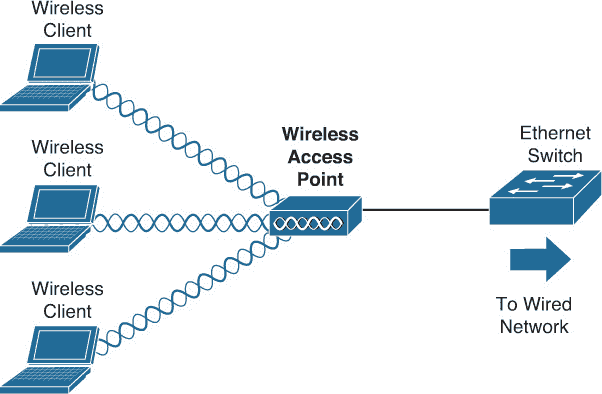 Wireless
Client
Wireless
Client
Wireless
Client
Wireless
Access
Point
Ethernet
Switch
To Wired
Network